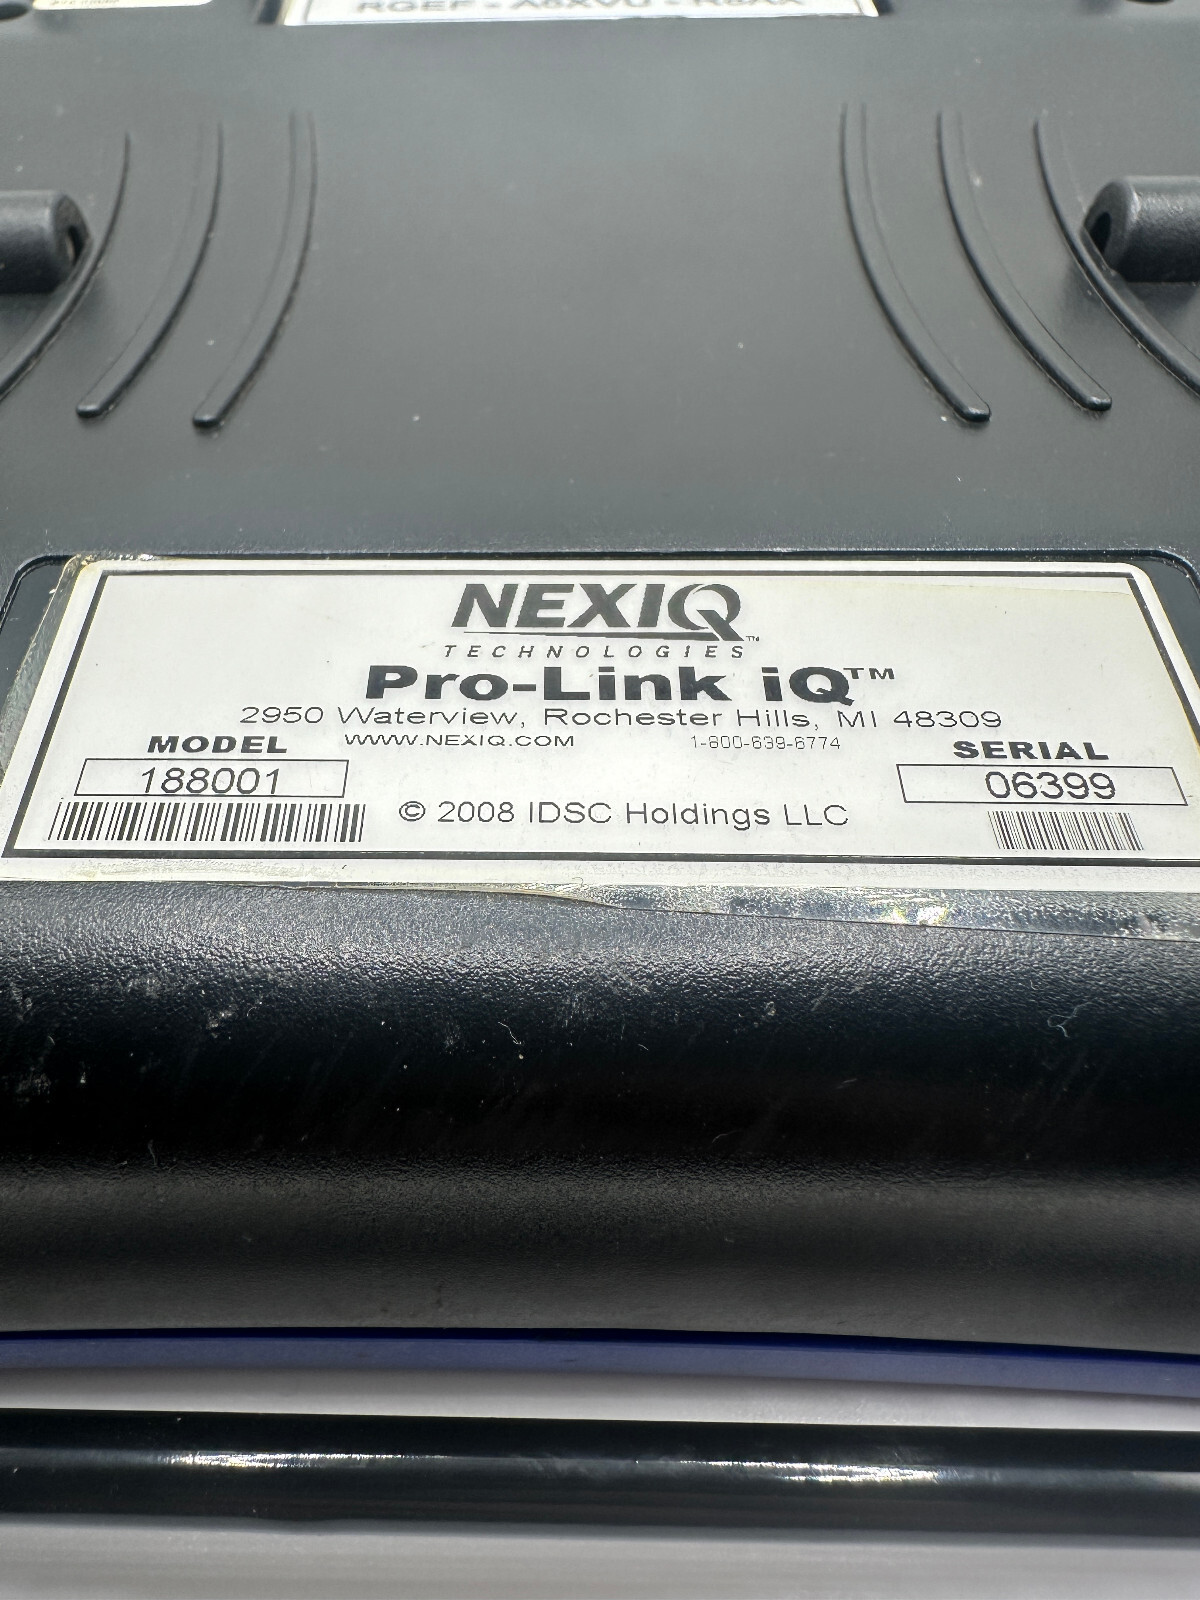 NEXIQ™
TECHNOLOGIES
Pro-Link iQ™
2950 Waterview, Rochester Hills, MI 48309
WWW.NEXIQ.COM 1-800-639-6774
MODEL SERIAL
188001 06399
© 2008 IDSC Holdings LLC